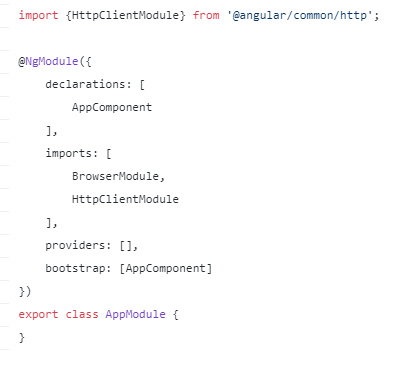 import {HttpClientModule} from '@angular/common/http';
@NgModule({
declarations: [
AppComponent
],
imports: [
BrowserModule,
HttpClientModule
],
providers: [],
bootstrap: [AppComponent]
})
export class AppModule {
}